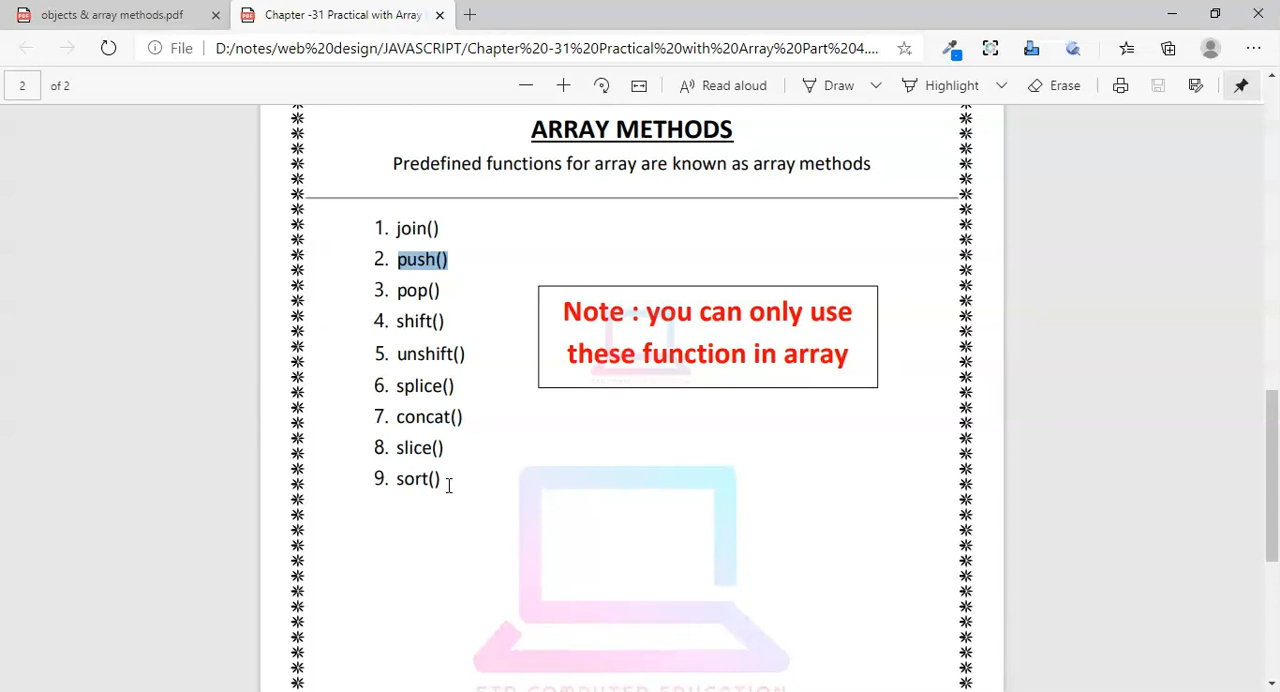 objects & array methods.pdf
Chapter -31 Practical with Array
File
D:/notes/web%20design/JAVASCRIPT/Chapter%20-31%20Practical%20with%20Array%20Part%204....
2 of 2
Read aloud
Draw
Highlight
Erase
ARRAY METHODS
Predefined functions for array are known as array methods
1. join()
2. push()
3. pop()
4. shift()
5. unshift()
6. splice()
7. concat()
8. slice()
9. sort()
Note : you can only use
these function in array
COMPUTED EDUCATION